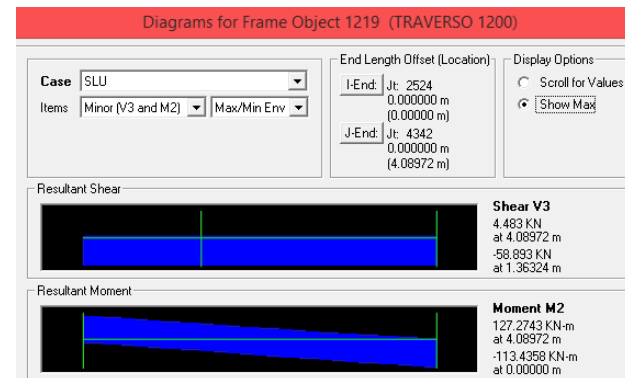 Diagrams for Frame Object 1219 (TRAVERSO 1200)
Case SLU
Items Minor (V3 and M2) Max/Min Env
End Length Offset (Location)
I-End: Jt: 2524
0.000000 m
(0.00000 m)
J-End: Jt: 4342
0.000000 m
(4.08972 m)
Display Options
Scroll for Values
Show Max
Resultant Shear
Shear V3
4.483 KN
at 4.08972 m
-58.893 KN
at 1.36324 m
Resultant Moment
Moment M2
127.2743 KN-m
at 4.08972 m
-113.4358 KN-m
at 0.00000 m